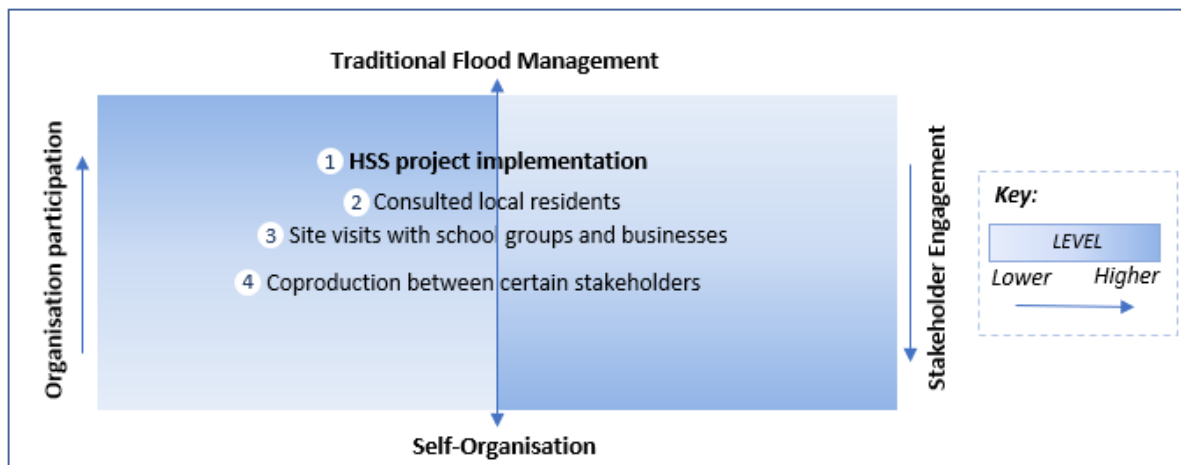 Traditional Flood Management
Organisation participation
1 HSS project implementation
2 Consulted local residents
3 Site visits with school groups and businesses
4 Coproduction between certain stakeholders
Self-Organisation
Stakeholder Engagement
Key:
LEVEL
Lower Higher